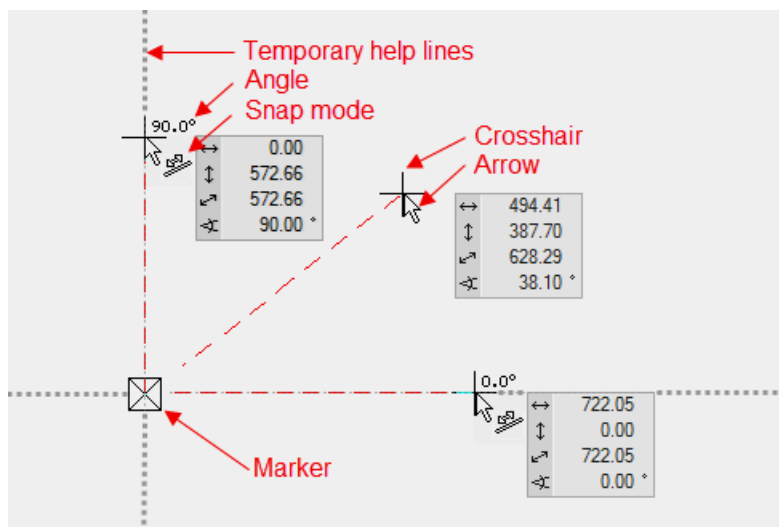 Temporary help lines
Angle
Snap mode
90.0°
0.00
572.66
572.66
90.00 °
Crosshair
Arrow
494.41
387.70
628.29
38.10 °
0.0°
722.05
0.00
722.05
0.00 °
Marker